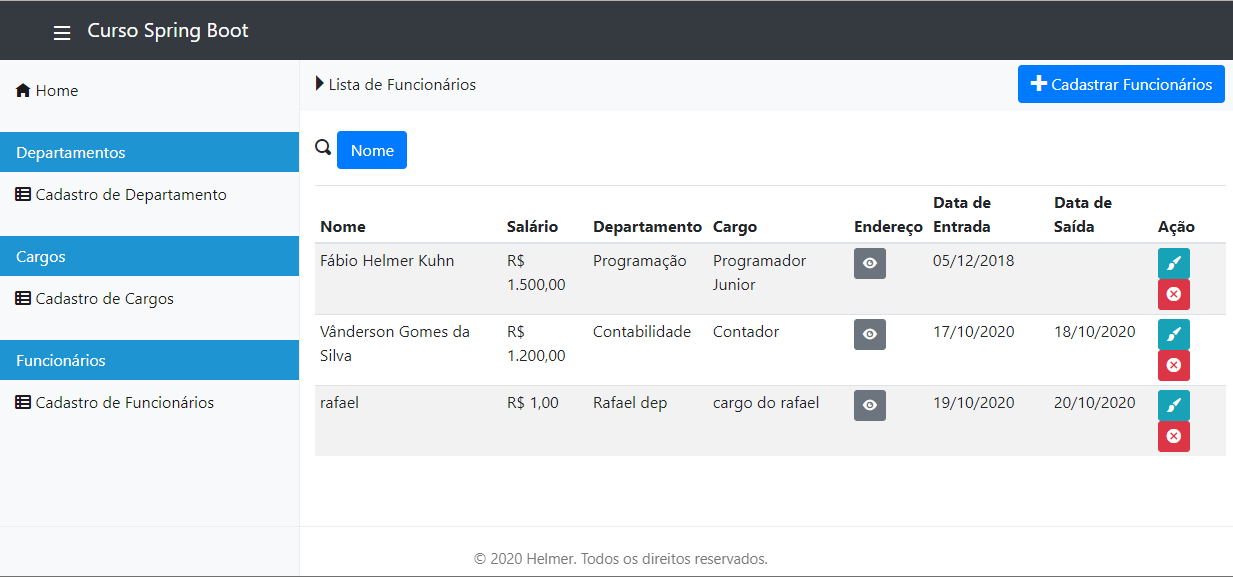 Curso Spring Boot
Home
Departamentos
Cadastro de Departamento
Cargos
Cadastro de Cargos
Funcionários
Cadastro de Funcionários
Lista de Funcionários
Cadastrar Funcionários
Nome
Nome Salário Departamento Cargo Endereço Data de Entrada Data de Saída Ação
Fábio Helmer Kuhn R$ 1.500,00 Programação Programador Junior 05/12/2018
Vânderson Gomes da Silva R$ 1.200,00 Contabilidade Contador 17/10/2020 18/10/2020
rafael R$ 1,00 Rafael dep cargo do rafael 19/10/2020 20/10/2020
© 2020 Helmer. Todos os direitos reservados.